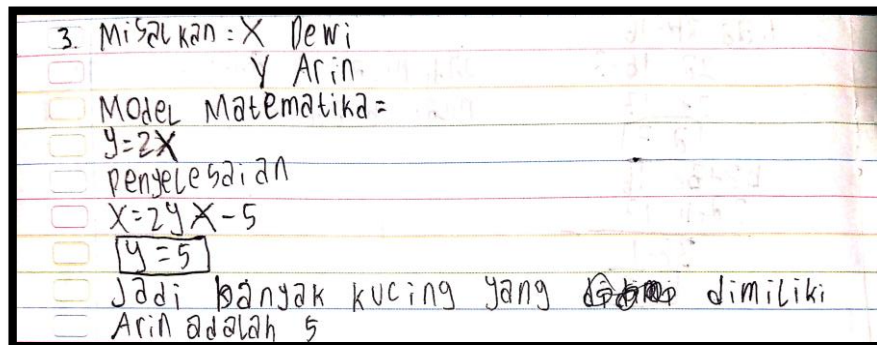 3. Misalkan : X Dewi
Y Arin
Model Matematika =
y = 2X
penyelesaian
X = 2y X - 5
y = 5
Jadi banyak kucing yang dimiliki
Arin adalah 5